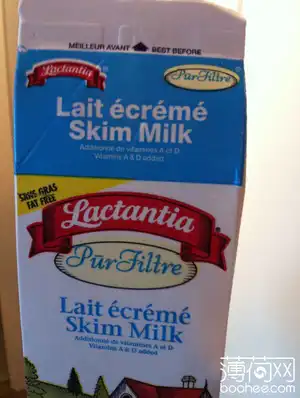 MEILLEUR AVANT BEST BEFORE
Lactantia PurFiltre
Lait écrémé
Skim Milk
Additionné de vitamines A et D
Vitamins A & D added
SANS GRAS
FAT FREE
Lactantia
PurFiltre
Lait écrémé
Skim Milk
Additionné de vitamines A et D
Vitamins A & D added
薄荷网
boohee.com